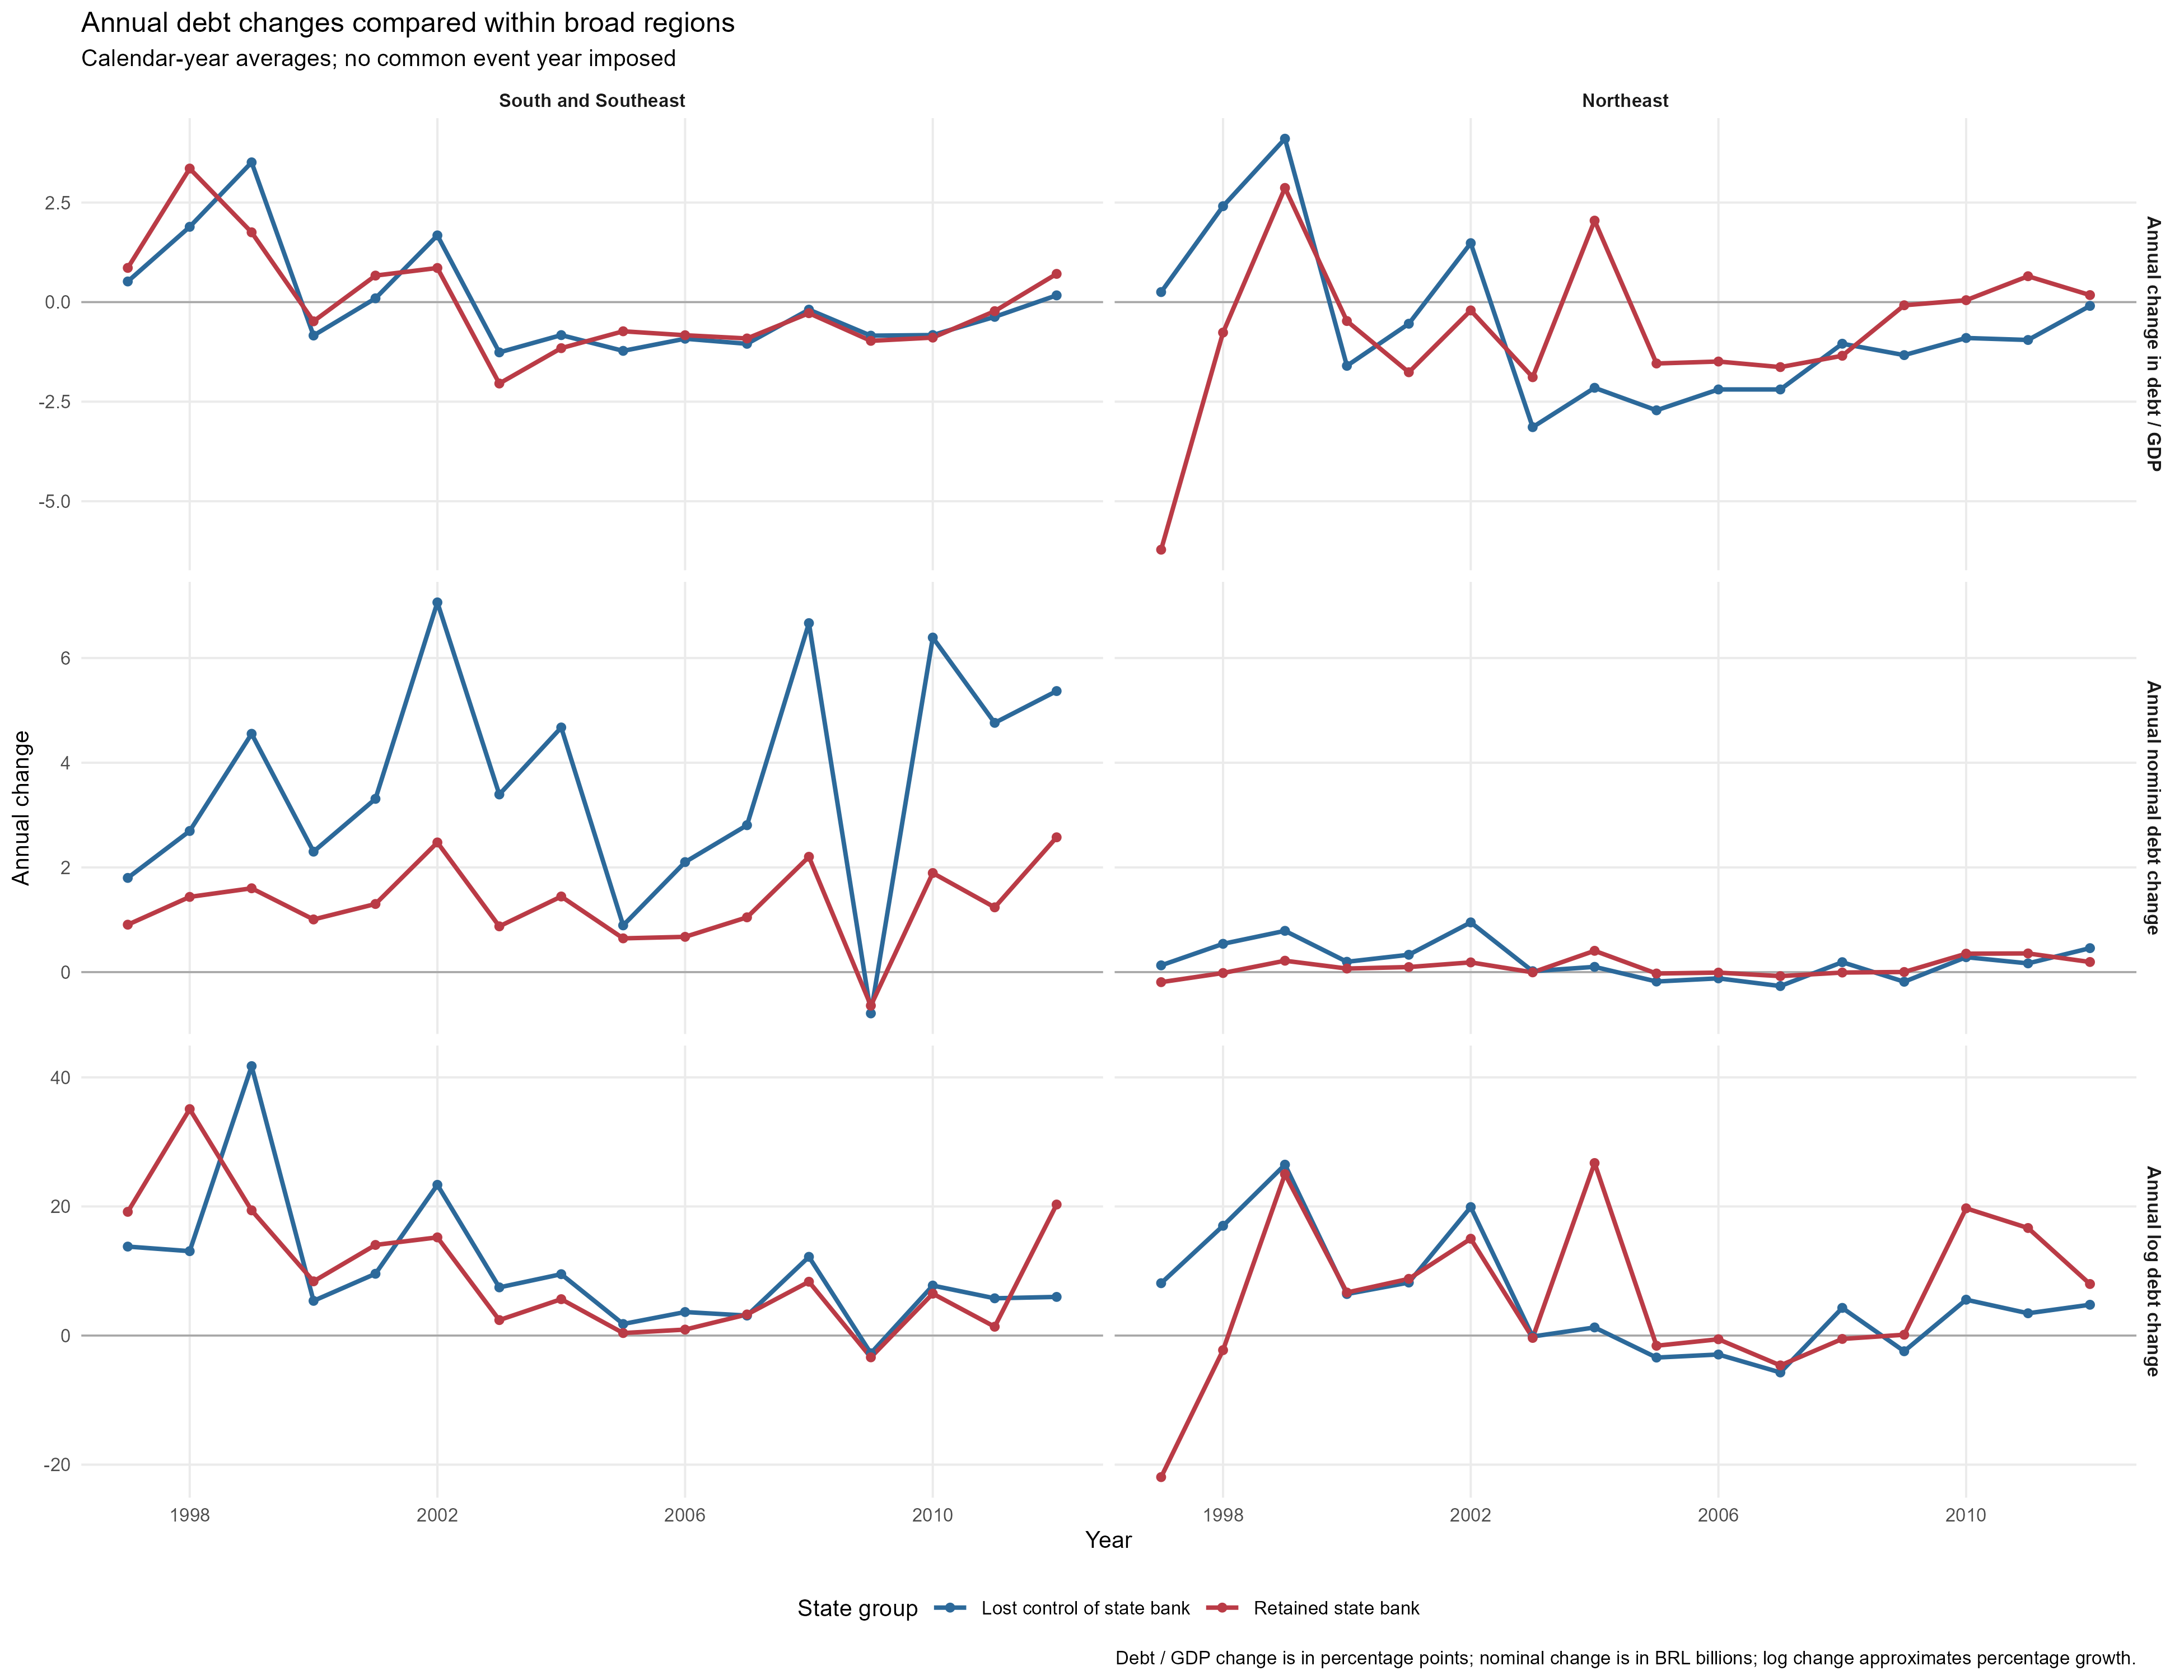 Annual debt changes compared within broad regions
Calendar-year averages; no common event year imposed
South and Southeast
Northeast
2.5
0.0
-2.5
-5.0
Annual change in debt / GDP
6
4
2
0
Annual nominal debt change
Annual change
40
20
0
-20
Annual log debt change
1998
2002
2006
2010
1998
2002
2006
2010
Year
State group
Lost control of state bank
Retained state bank
Debt / GDP change is in percentage points; nominal change is in BRL billions; log change approximates percentage growth.